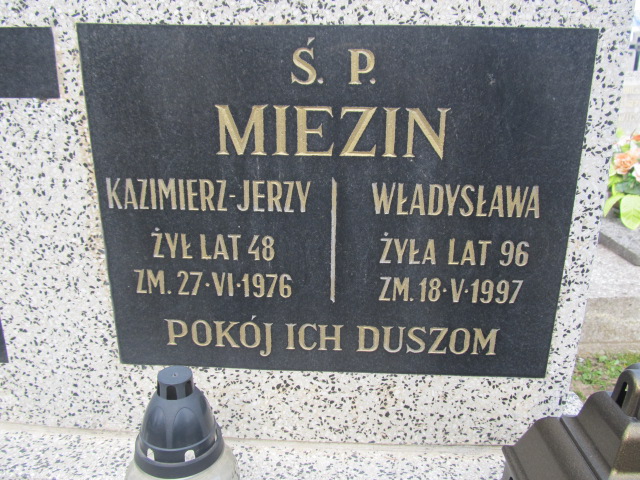 Ś. P.
MIEZIN
KAZIMIERZ-JERZY
ŻYŁ LAT 48
ZM. 27·VI·1976
WŁADYSŁAWA
ŻYŁA LAT 96
ZM. 18·V·1997
POKÓJ ICH DUSZOM